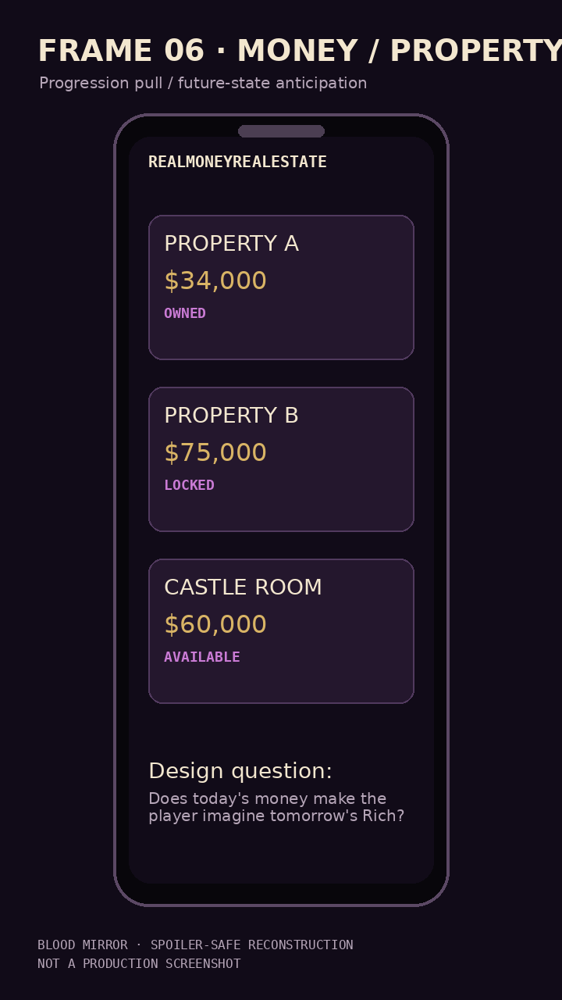 FRAME 06 · MONEY / PROPERTY
Progression pull / future-state anticipation
REALMONEYREALESTATE
PROPERTY A
$34,000
OWNED
PROPERTY B
$75,000
LOCKED
CASTLE ROOM
$60,000
AVAILABLE
Design question:
Does today's money make the
player imagine tomorrow's Rich?
BLOOD MIRROR · SPOILER-SAFE RECONSTRUCTION
NOT A PRODUCTION SCREENSHOT